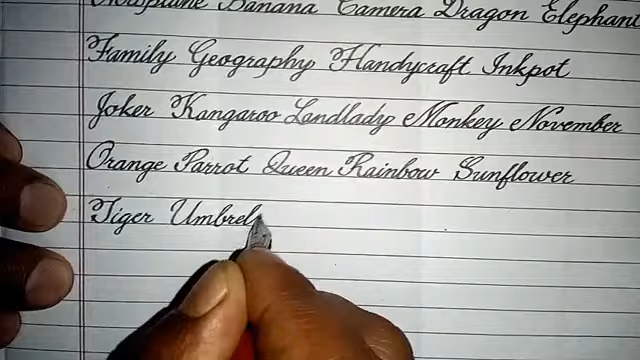 Banana Camera Dragon Elephant
Family Geography Handycraft Inkpot
Joker Kangaroo Landlady Monkey November
Orange Parrot Queen Rainbow Sunflower
Tiger Umbrel